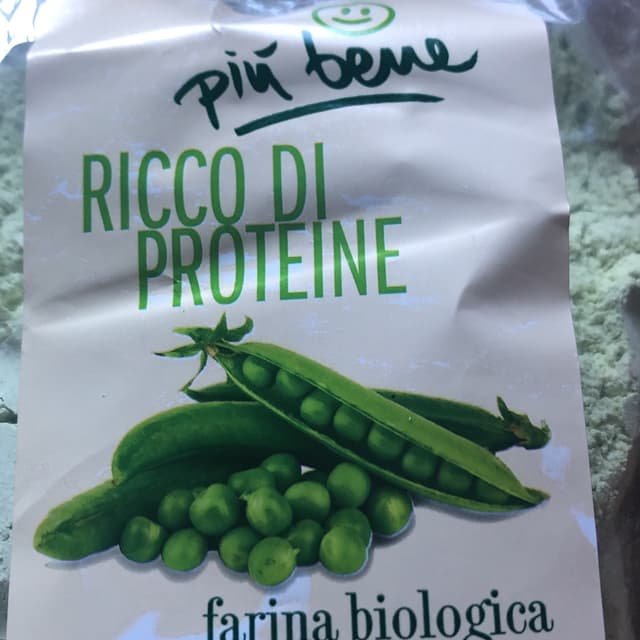 più bene
RICCO DI
PROTEINE
farina biologica